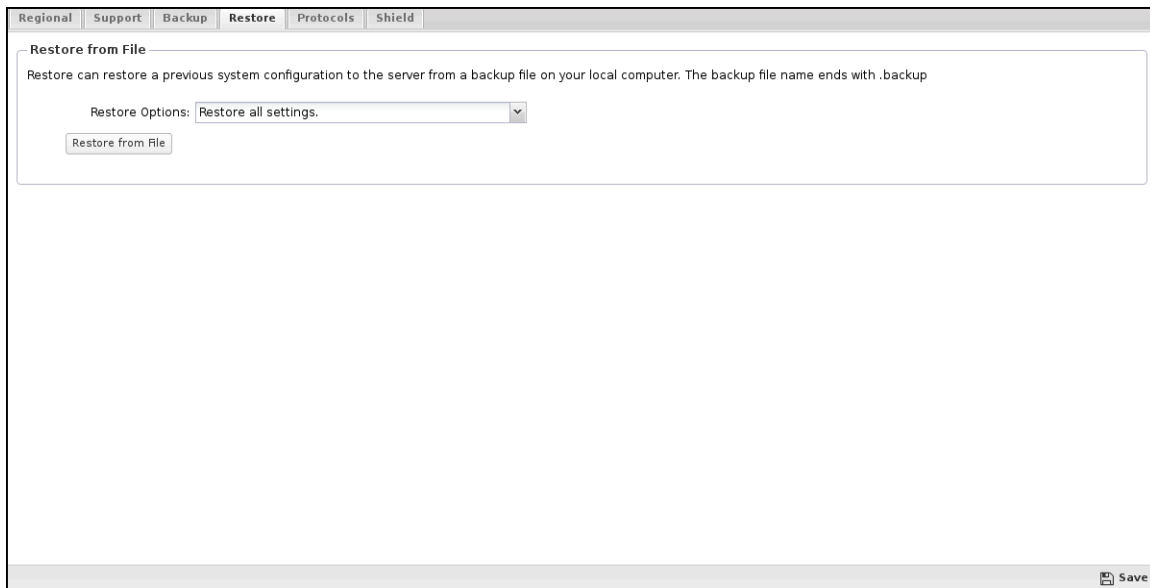 Regional Support Backup Restore Protocols Shield
Restore from File
Restore can restore a previous system configuration to the server from a backup file on your local computer. The backup file name ends with .backup
Restore Options: Restore all settings.
Restore from File
Save